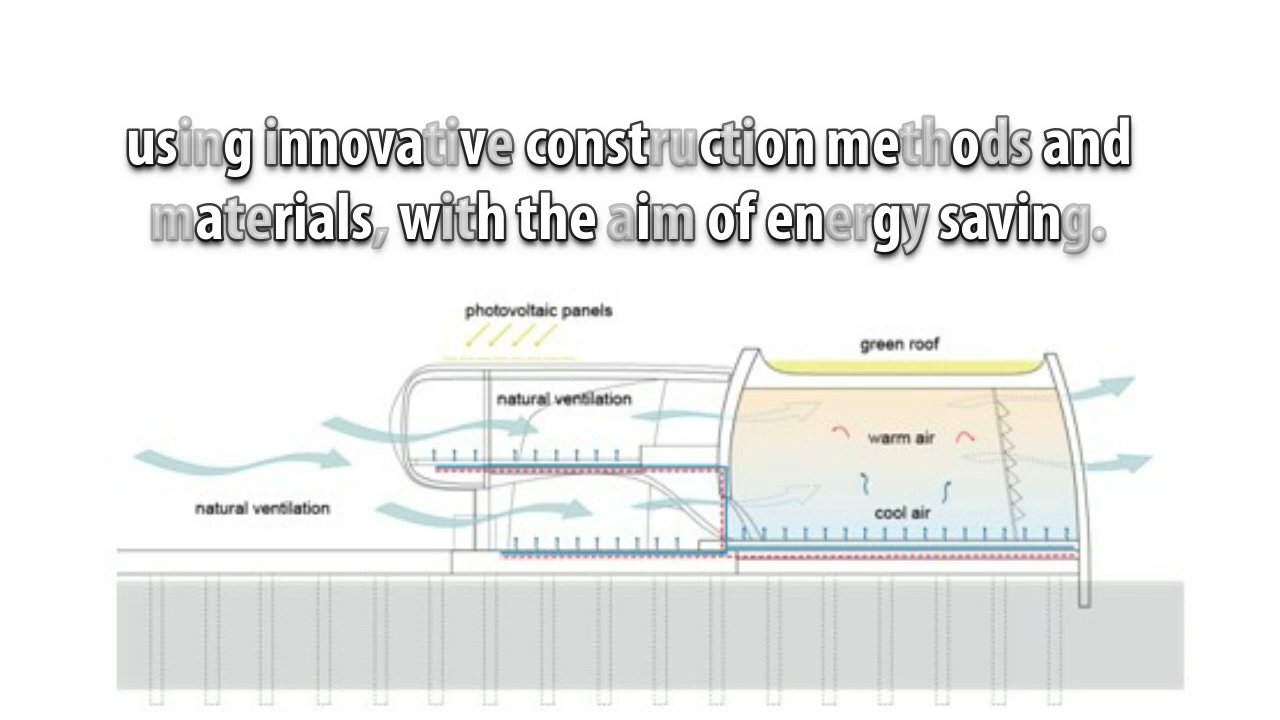 using innovative construction methods and
materials, with the aim of energy saving.
photovoltaic panels
green roof
natural ventilation
warm air
natural ventilation
cool air